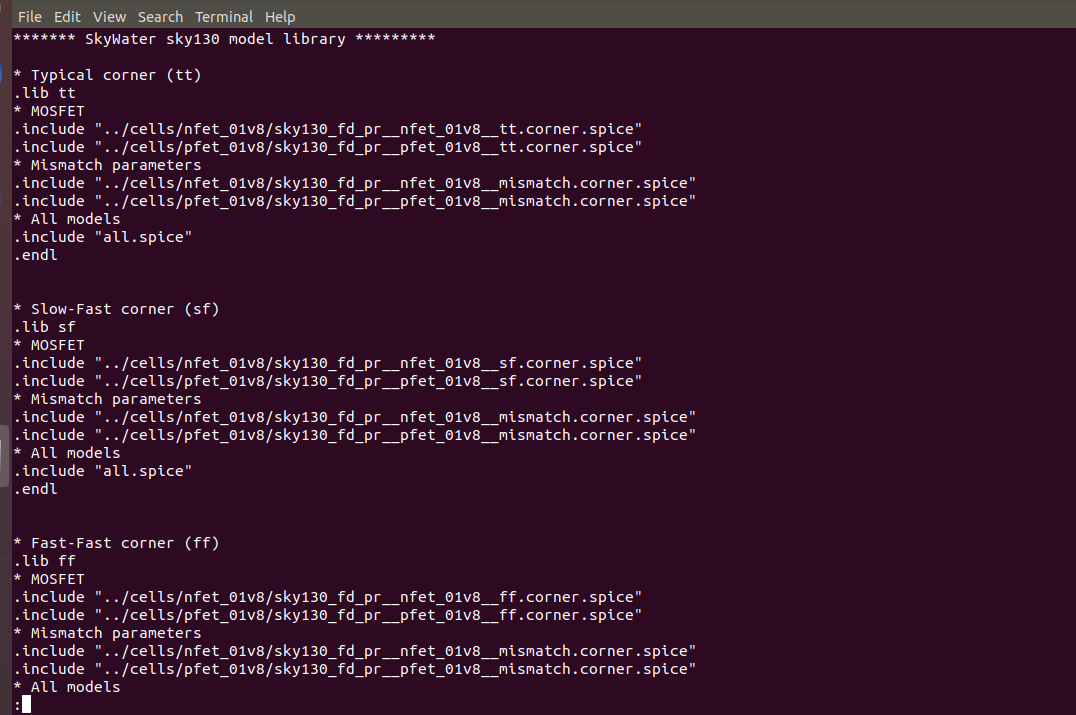 File Edit View Search Terminal Help
******* SkyWater sky130 model library *********
* Typical corner (tt)
.lib tt
* MOSFET
.include "../cells/nfet_01v8/sky130_fd_pr__nfet_01v8__tt.corner.spice"
.include "../cells/pfet_01v8/sky130_fd_pr__pfet_01v8__tt.corner.spice"
* Mismatch parameters
.include "../cells/nfet_01v8/sky130_fd_pr__nfet_01v8__mismatch.corner.spice"
.include "../cells/pfet_01v8/sky130_fd_pr__pfet_01v8__mismatch.corner.spice"
* All models
.include "all.spice"
.endl
* Slow-Fast corner (sf)
.lib sf
* MOSFET
.include "../cells/nfet_01v8/sky130_fd_pr__nfet_01v8__sf.corner.spice"
.include "../cells/pfet_01v8/sky130_fd_pr__pfet_01v8__sf.corner.spice"
* Mismatch parameters
.include "../cells/nfet_01v8/sky130_fd_pr__nfet_01v8__mismatch.corner.spice"
.include "../cells/pfet_01v8/sky130_fd_pr__pfet_01v8__mismatch.corner.spice"
* All models
.include "all.spice"
.endl
* Fast-Fast corner (ff)
.lib ff
* MOSFET
.include "../cells/nfet_01v8/sky130_fd_pr__nfet_01v8__ff.corner.spice"
.include "../cells/pfet_01v8/sky130_fd_pr__pfet_01v8__ff.corner.spice"
* Mismatch parameters
.include "../cells/nfet_01v8/sky130_fd_pr__nfet_01v8__mismatch.corner.spice"
.include "../cells/pfet_01v8/sky130_fd_pr__pfet_01v8__mismatch.corner.spice"
* All models
: